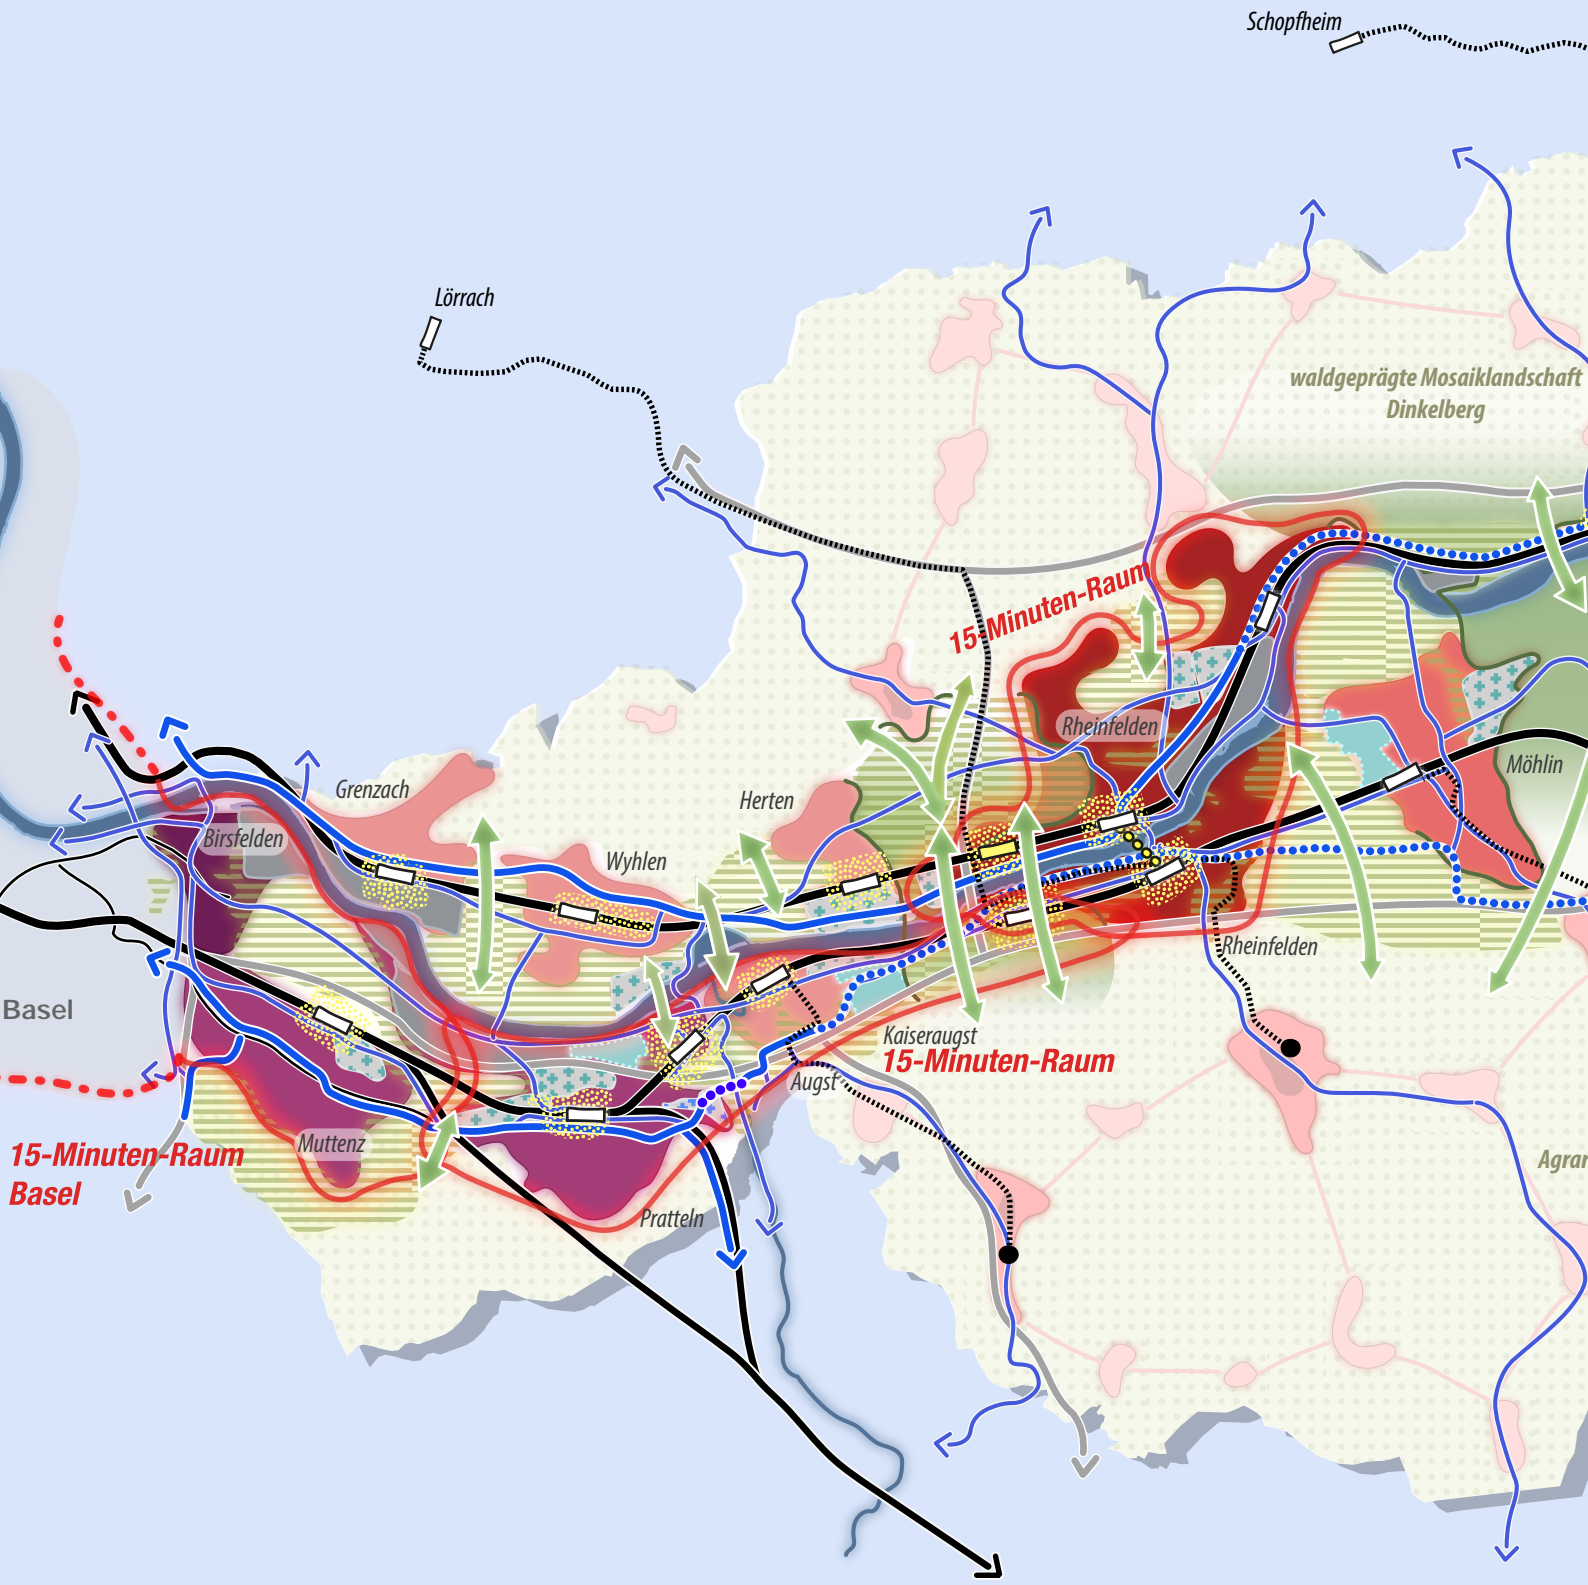 Schopfheim
Lörrach
waldgeprägte Mosaiklandschaft
Dinkelberg
15-Minuten-Raum
Rheinfelden
Möhlin
Grenzach
Herten
Birsfelden
Wyhlen
Rheinfelden
Basel
Kaiseraugst
15-Minuten-Raum
Augst
Muttenz
15-Minuten-Raum
Basel
Agrar
Pratteln